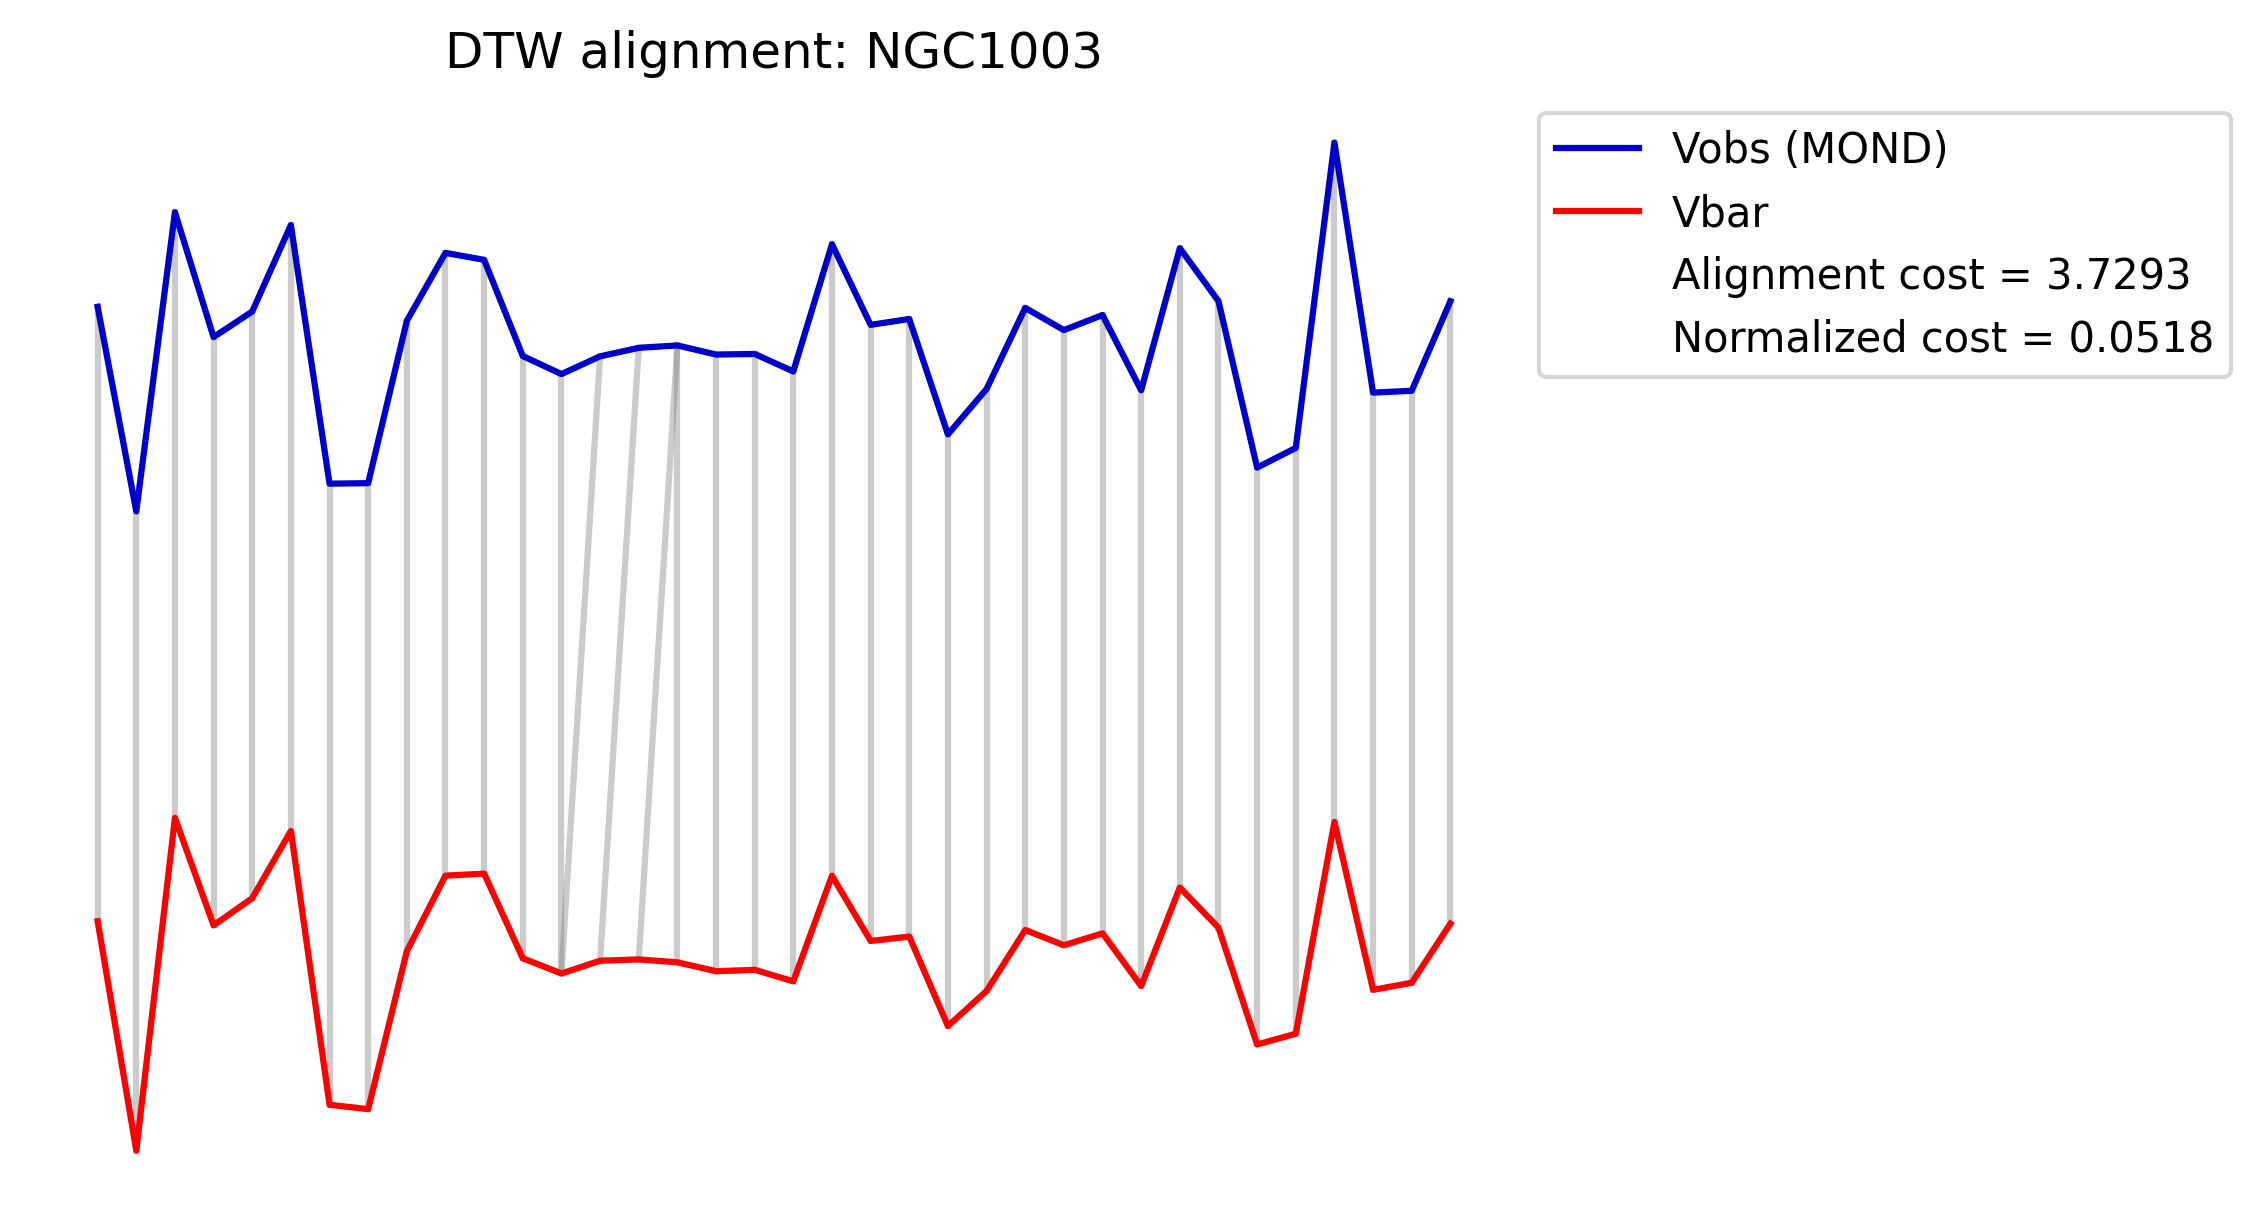 DTW alignment: NGC1003
Vobs (MOND)
Vbar
Alignment cost = 3.7293
Normalized cost = 0.0518